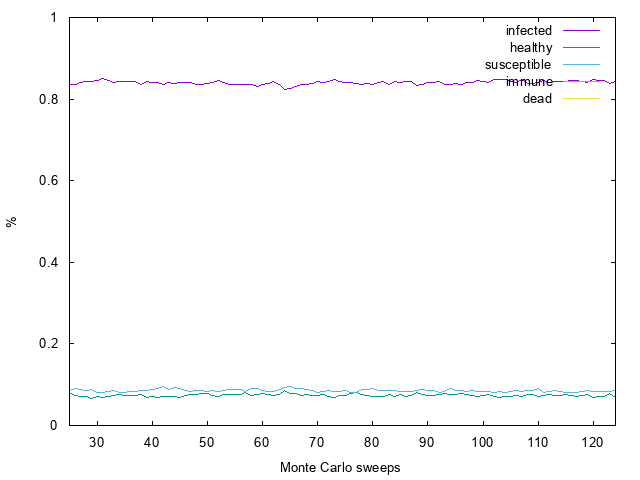 1
0.8
0.6
0.4
0.2
0
%
30 40 50 60 70 80 90 100 110 120
Monte Carlo sweeps
infected
healthy
susceptible
immune
dead